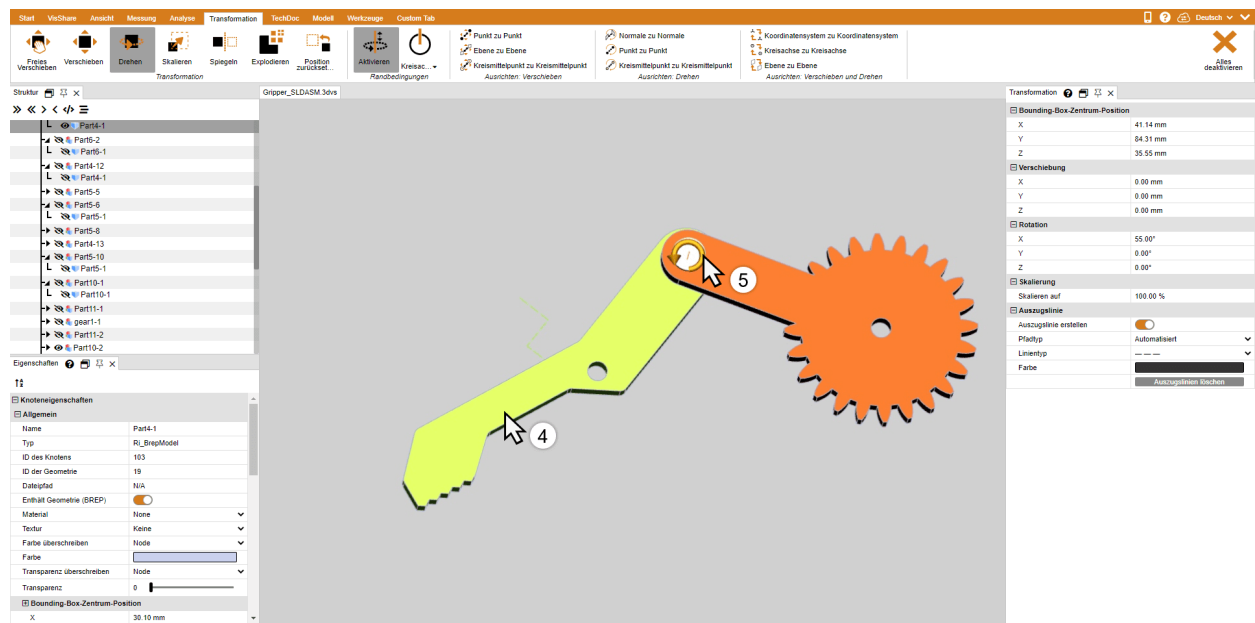 Start VisShare Ansicht Messung Analyse Transformation TechDoc Modell Werkzeuge Custom Tab Deutsch
Freies Verschieben
Verschieben
Drehen
Skalieren
Spiegeln
Explodieren
Position zurückset...
Transformation
Aktivieren
Kreisac...
Randbedingungen
Punkt zu Punkt
Ebene zu Ebene
Kreismittelpunkt zu Kreismittelpunkt
Ausrichten: Verschieben
Normale zu Normale
Punkt zu Punkt
Kreismittelpunkt zu Kreismittelpunkt
Ausrichten: Drehen
Koordinatensystem zu Koordinatensystem
Kreisachse zu Kreisachse
Ebene zu Ebene
Ausrichten: Verschieben und Drehen
Alles deaktivieren
Struktur
Part4-1
Part6-2
Part6-1
Part4-12
Part4-1
Part5-5
Part5-6
Part5-1
Part5-8
Part4-13
Part5-10
Part5-1
Part10-1
Part10-1
Part11-1
gear1-1
Part11-2
Part10-2
Eigenschaften
Knoteneigenschaften
Allgemein
Name Part4-1
Typ Ri_BrepModel
ID des Knotens 103
ID der Geometrie 19
Dateipfad N/A
Enthält Geometrie (BREP)
Material None
Textur Keine
Farbe überschreiben Node
Farbe
Transparenz überschreiben Node
Transparenz 0
Bounding-Box-Zentrum-Position
X 30.10 mm
Gripper_SLDASM.3dvs
5
4
Transformation
Bounding-Box-Zentrum-Position
X 41.14 mm
Y 84.31 mm
Z 35.55 mm
Verschiebung
X 0.00 mm
Y 0.00 mm
Z 0.00 mm
Rotation
X 55.00°
Y 0.00°
Z 0.00°
Skalierung
Skalieren auf 100.00 %
Auszugslinie
Auszugslinie erstellen
Pfadtyp Automatisiert
Linientyp
Farbe
Auszugslinien löschen